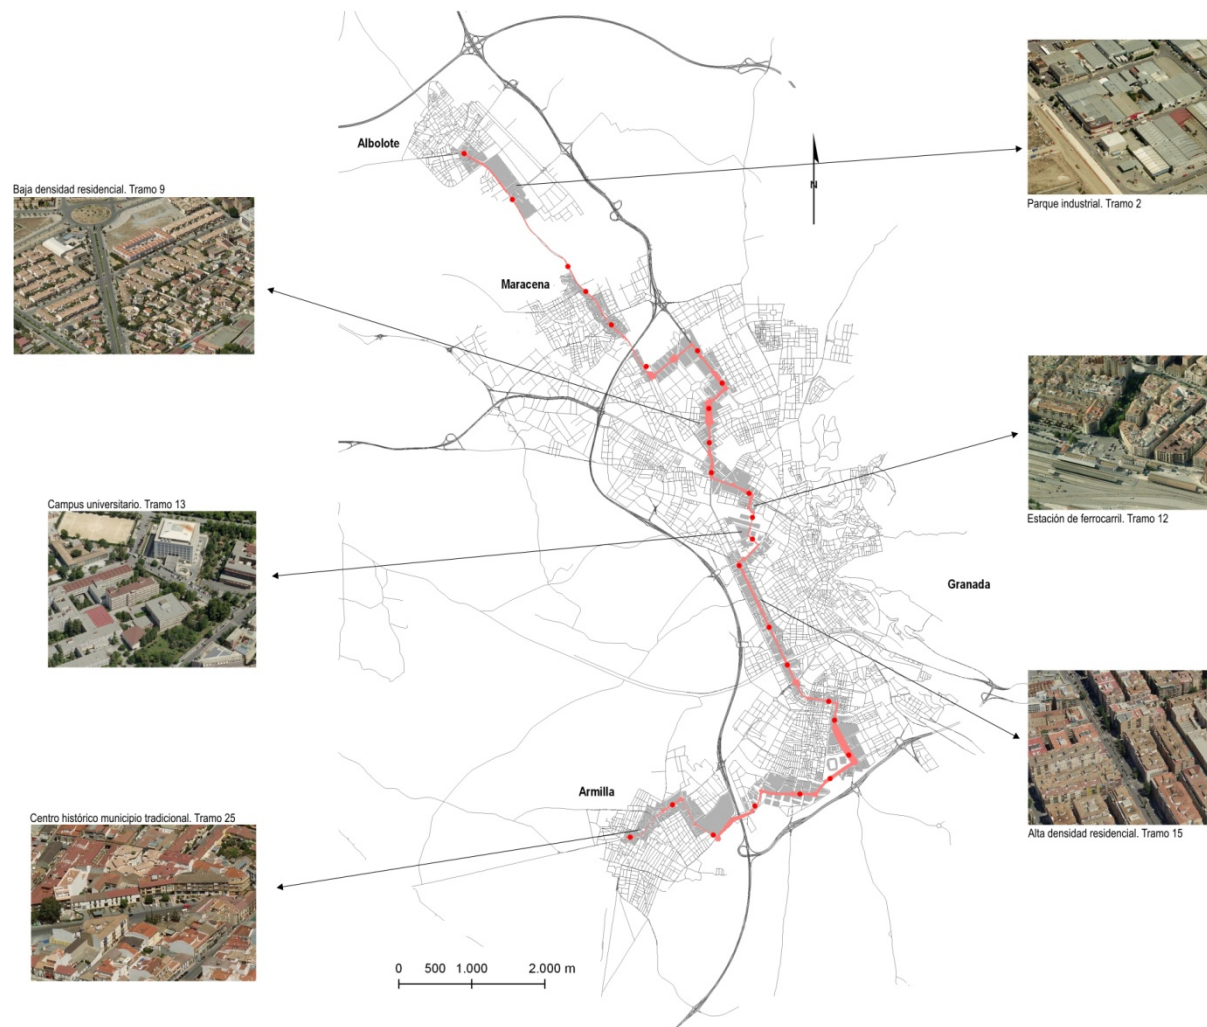 Albolote
N
Parque industrial. Tramo 2
Baja densidad residencial. Tramo 9
Maracena
Estación de ferrocarril. Tramo 12
Campus universitario. Tramo 13
Granada
Armilla
Centro histórico municipio tradicional. Tramo 25
Alta densidad residencial. Tramo 15
0 500 1.000 2.000 m